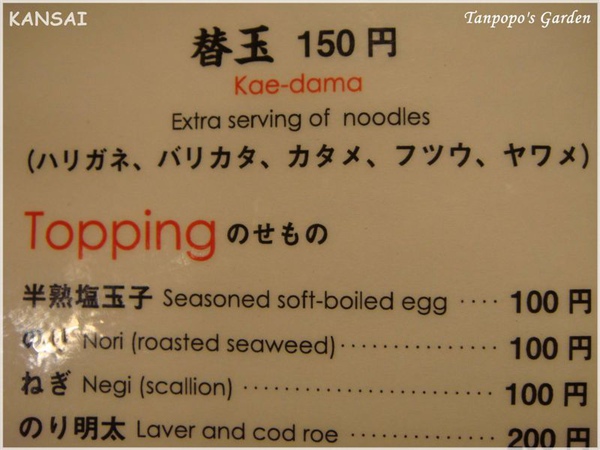 KANSAI
Tanpopo's Garden
替玉 150円
Kae-dama
Extra serving of noodles
(ハリガネ、バリカタ、カタメ、フツウ、ヤワメ)
Topping のせもの
半熟塩玉子 Seasoned soft-boiled egg ···· 100円
のり Nori (roasted seaweed)·············· 100円
ねぎ Negi (scallion) ······················· 100円
のり明太 Laver and cod roe ·············· 200円